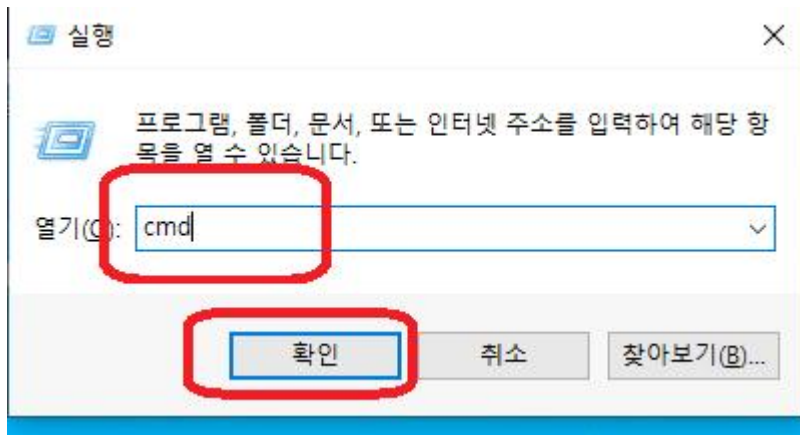 실행
프로그램, 폴더, 문서, 또는 인터넷 주소를 입력하여 해당 항
목을 열 수 있습니다.
열기(O): cmd
확인 취소 찾아보기(B)...